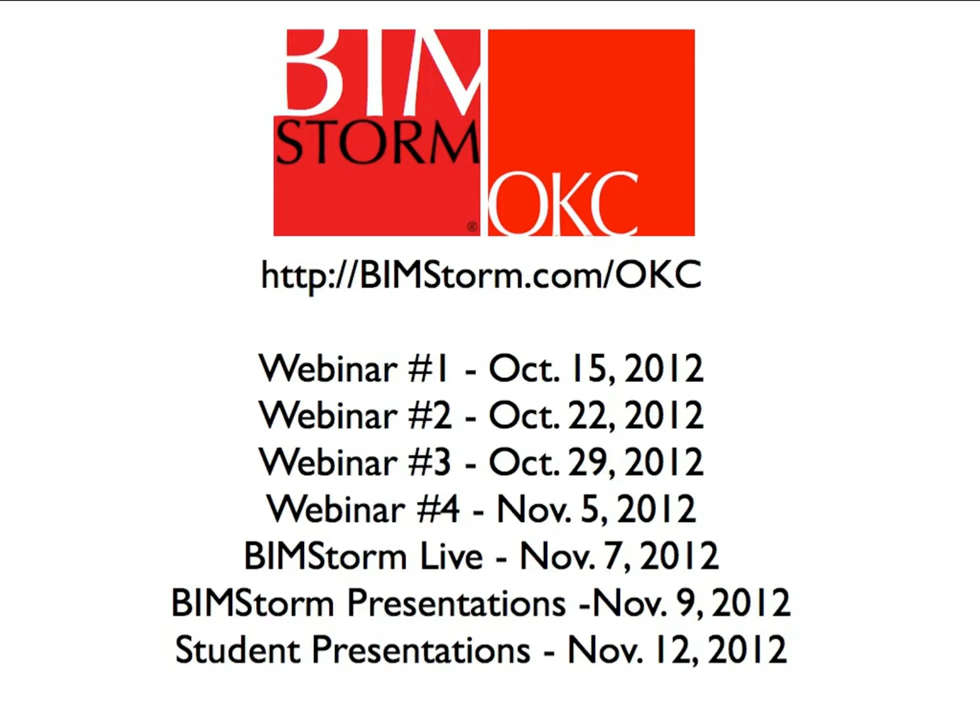 BIM
STORM
®
OKC
http://BIMStorm.com/OKC
Webinar #1 - Oct. 15, 2012
Webinar #2 - Oct. 22, 2012
Webinar #3 - Oct. 29, 2012
Webinar #4 - Nov. 5, 2012
BIMStorm Live - Nov. 7, 2012
BIMStorm Presentations -Nov. 9, 2012
Student Presentations - Nov. 12, 2012